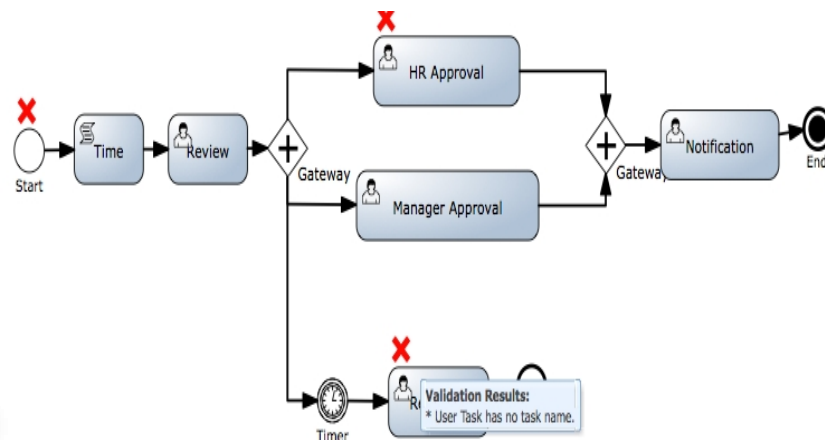 HR Approval
Time
Review
Start
Gateway
Gateway
Notification
End
Manager Approval
Validation Results:
* User Task has no task name.
Timer